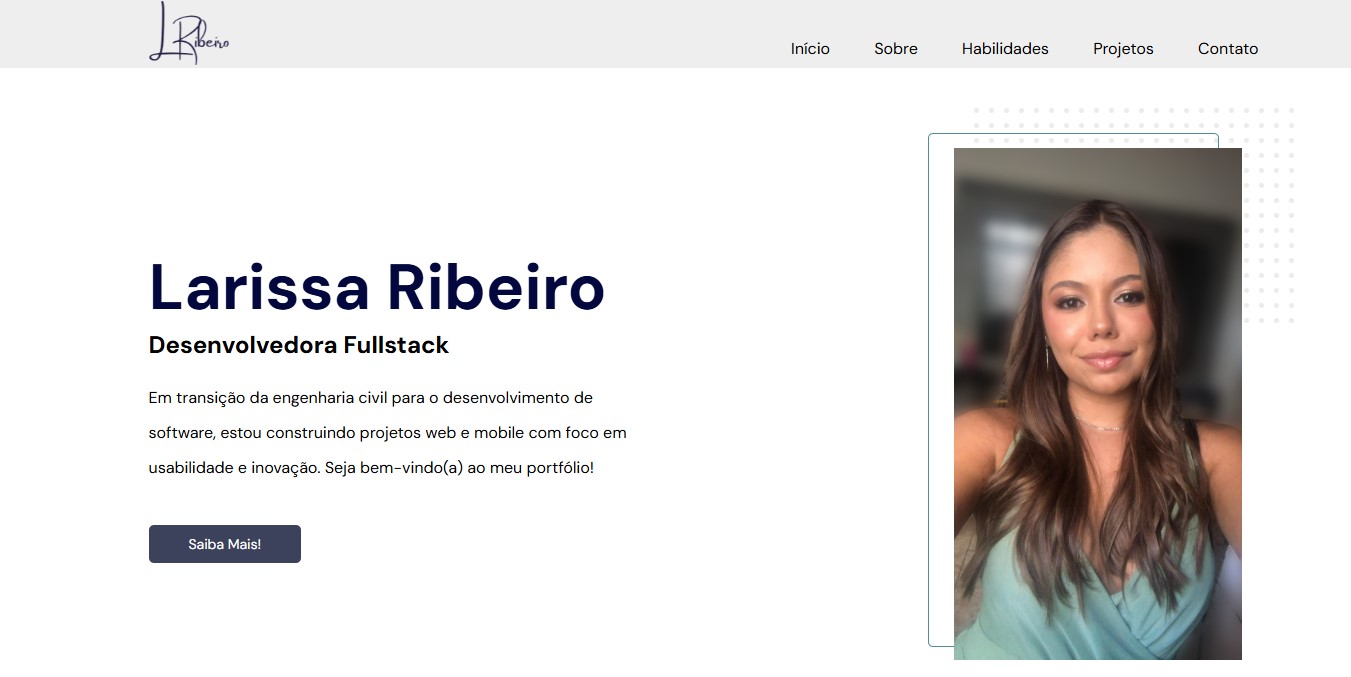 LRibeiro
Início Sobre Habilidades Projetos Contato
Larissa Ribeiro
Desenvolvedora Fullstack
Em transição da engenharia civil para o desenvolvimento de
software, estou construindo projetos web e mobile com foco em
usabilidade e inovação. Seja bem-vindo(a) ao meu portfólio!
Saiba Mais!